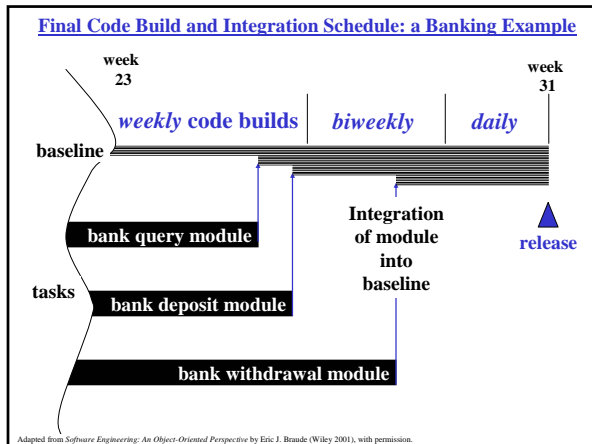 Final Code Build and Integration Schedule: a Banking Example
week
23
week
31
weekly code builds
biweekly
daily
baseline
bank query module
Integration
of module
into
baseline
release
tasks
bank deposit module
bank withdrawal module
Adapted from Software Engineering: An Object-Oriented Perspective by Eric J. Braude (Wiley 2001), with permission.